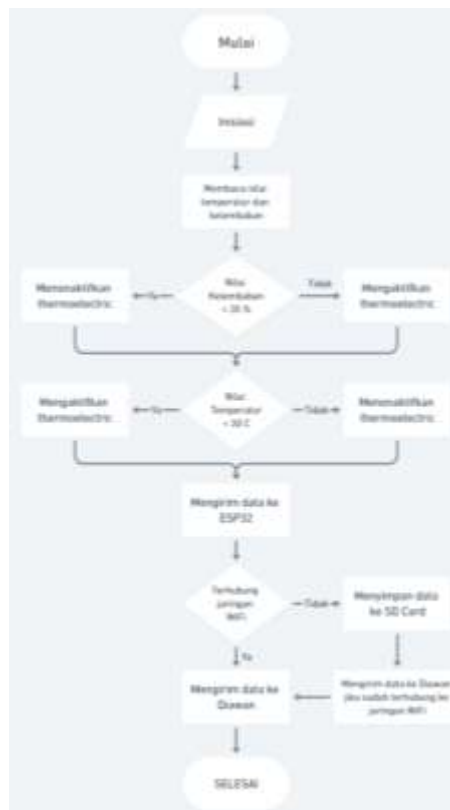 Mulai
Inisiasi
Membaca nilai
temperatur dan
kelembaban
Menonaktifkan
thermoelectric
Ya
Nilai
Kelembaban
Tidak
Mengaktifkan
thermoelectric
Mengaktifkan
thermoelectric
Ya
Nilai
Temperatur
Tidak
Menonaktifkan
thermoelectric
Mengirim data ke
ESP32
Terhubung
jaringan
WiFi
Tidak
Menyimpan data
ke SD Card
Ya
Mengirim data ke
Diawan
Mengirim data ke Diawan
jika sudah terhubung ke
jaringan WiFi
SELESAI